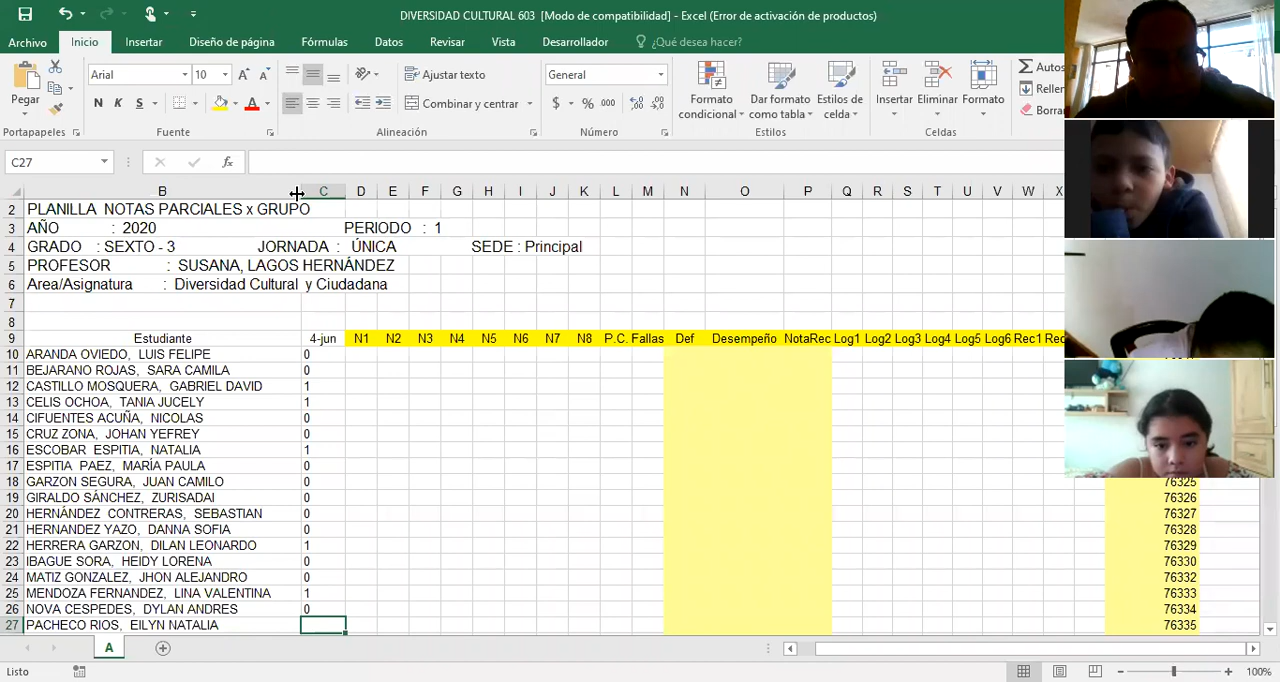 DIVERSIDAD CULTURAL 603 [Modo de compatibilidad] - Excel (Error de activación de productos)
Archivo Inicio Insertar Diseño de página Fórmulas Datos Revisar Vista Desarrollador ¿Qué desea hacer?
Pegar
Arial 10
N K S
Ajustar texto
Combinar y centrar
General
$ % 000
Formato condicional
Dar formato como tabla
Estilos de celda
Insertar Eliminar Formato
Autos
Rellen
Borra
Portapapeles Fuente Alineación Número Estilos Celdas
C27 fx
B C D E F G H I J K L M N O P Q R S T U V W X
2 PLANILLA NOTAS PARCIALES x GRUPO
3 AÑO : 2020 PERIODO : 1
4 GRADO : SEXTO - 3 JORNADA : ÚNICA SEDE : Principal
5 PROFESOR : SUSANA, LAGOS HERNÁNDEZ
6 Area/Asignatura : Diversidad Cultural y Ciudadana
7
8
9 Estudiante 4-jun N1 N2 N3 N4 N5 N6 N7 N8 P.C. Fallas Def Desempeño NotaRec Log1 Log2 Log3 Log4 Log5 Log6 Rec1 Rec
10 ARANDA OVIEDO, LUIS FELIPE 0
11 BEJARANO ROJAS, SARA CAMILA 0
12 CASTILLO MOSQUERA, GABRIEL DAVID 1
13 CELIS OCHOA, TANIA JUCELY 1
14 CIFUENTES ACUÑA, NICOLAS 0
15 CRUZ ZONA, JOHAN YEFREY 0
16 ESCOBAR ESPITIA, NATALIA 1
17 ESPITIA PAEZ, MARÍA PAULA 0
18 GARZON SEGURA, JUAN CAMILO 0 76325
19 GIRALDO SÁNCHEZ, ZURISADAI 0 76326
20 HERNÁNDEZ CONTRERAS, SEBASTIAN 0 76327
21 HERNANDEZ YAZO, DANNA SOFIA 0 76328
22 HERRERA GARZON, DILAN LEONARDO 1 76329
23 IBAGUE SORA, HEIDY LORENA 0 76330
24 MATIZ GONZALEZ, JHON ALEJANDRO 0 76332
25 MENDOZA FERNANDEZ, LINA VALENTINA 1 76333
26 NOVA CESPEDES, DYLAN ANDRES 0 76334
27 PACHECO RIOS, EILYN NATALIA 76335
A
Listo 100%